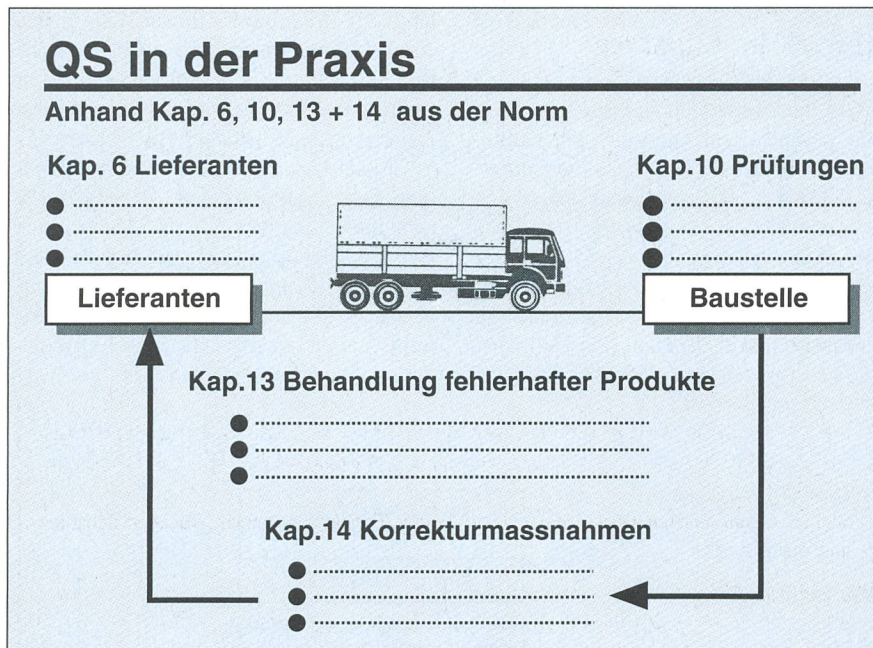 QS in der Praxis
Anhand Kap. 6, 10, 13 + 14 aus der Norm
Kap. 6 Lieferanten
Kap.10 Prüfungen
Lieferanten
Baustelle
Kap.13 Behandlung fehlerhafter Produkte
Kap.14 Korrekturmassnahmen